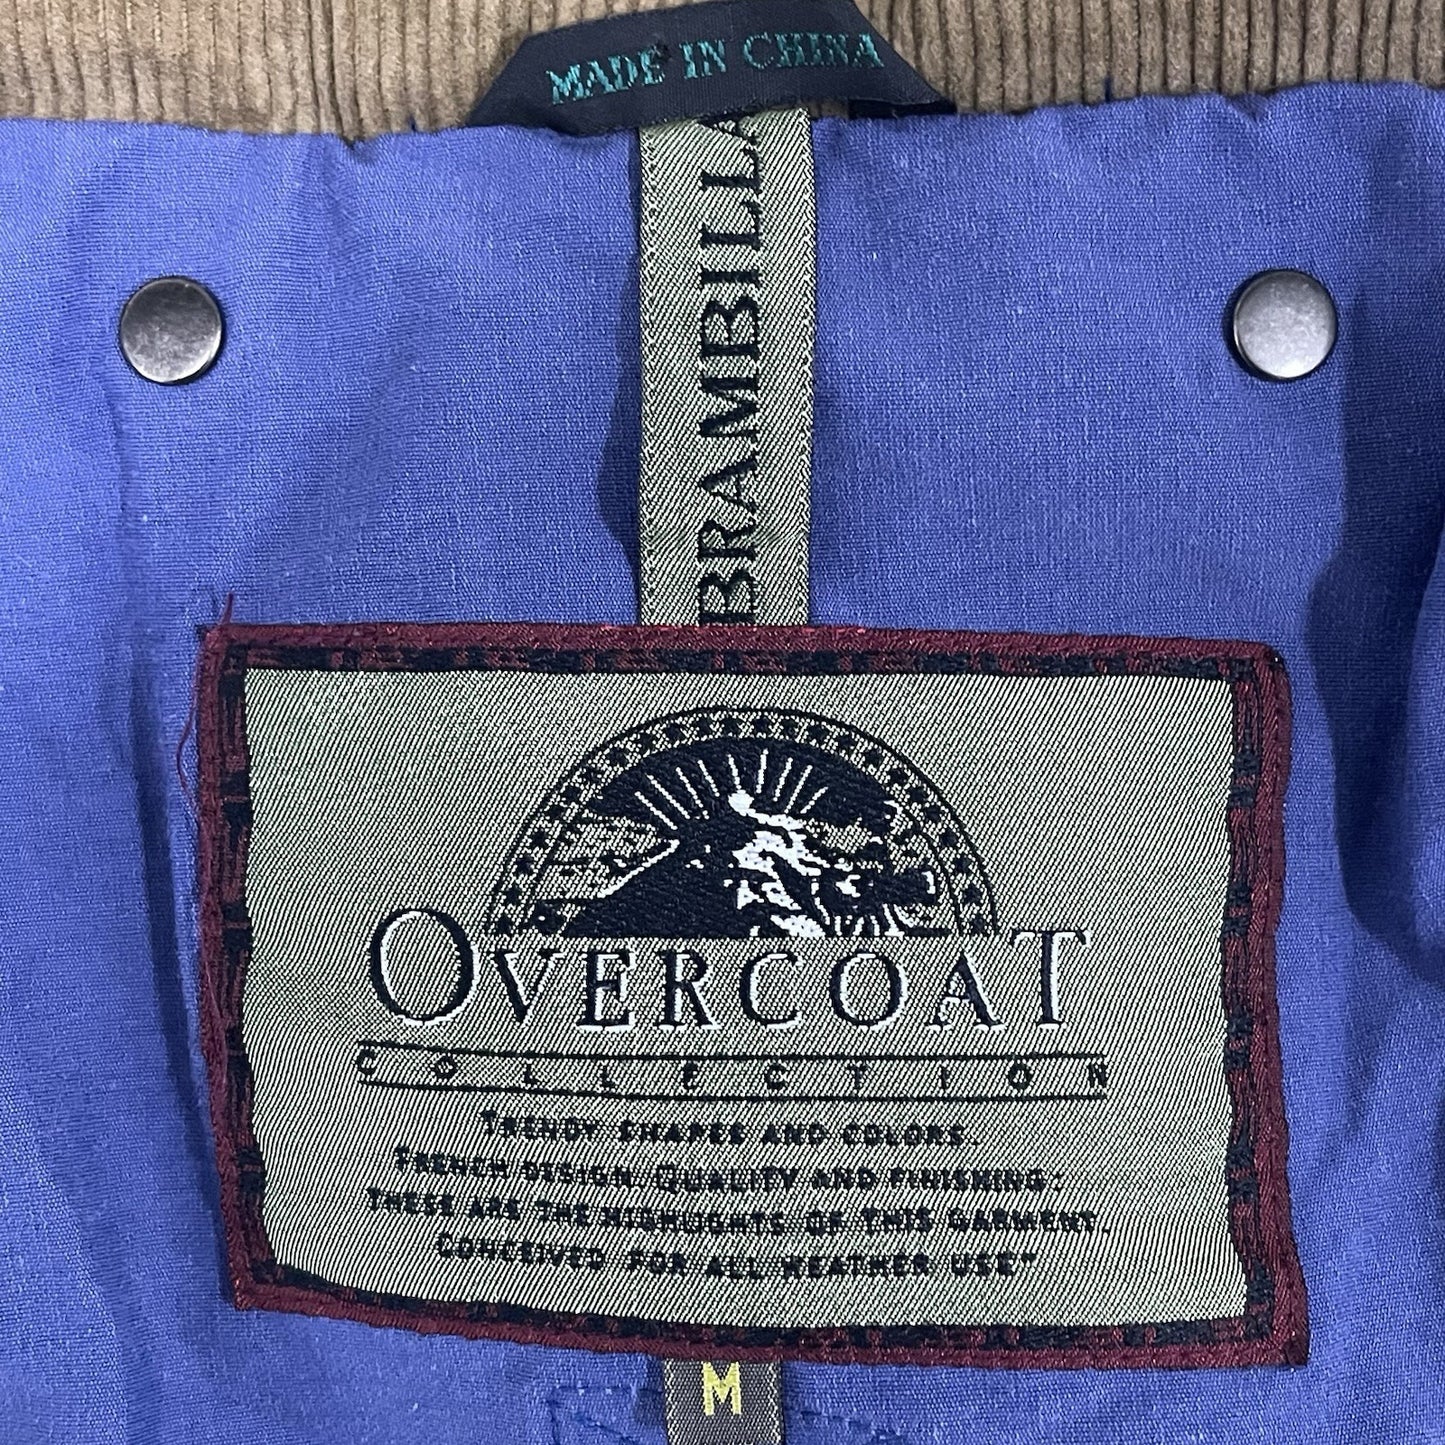 MADE IN CHINA
BRAMBILLA
OVERCOAT
COLLECTION
TRENDY SHAPES AND COLORS.
FRENCH DESIGN. QUALITY AND FINISHING:
THESE ARE THE HIGHLIGHTS OF THIS GARMENT.
CONCEIVED FOR ALL WEATHER USE"
M